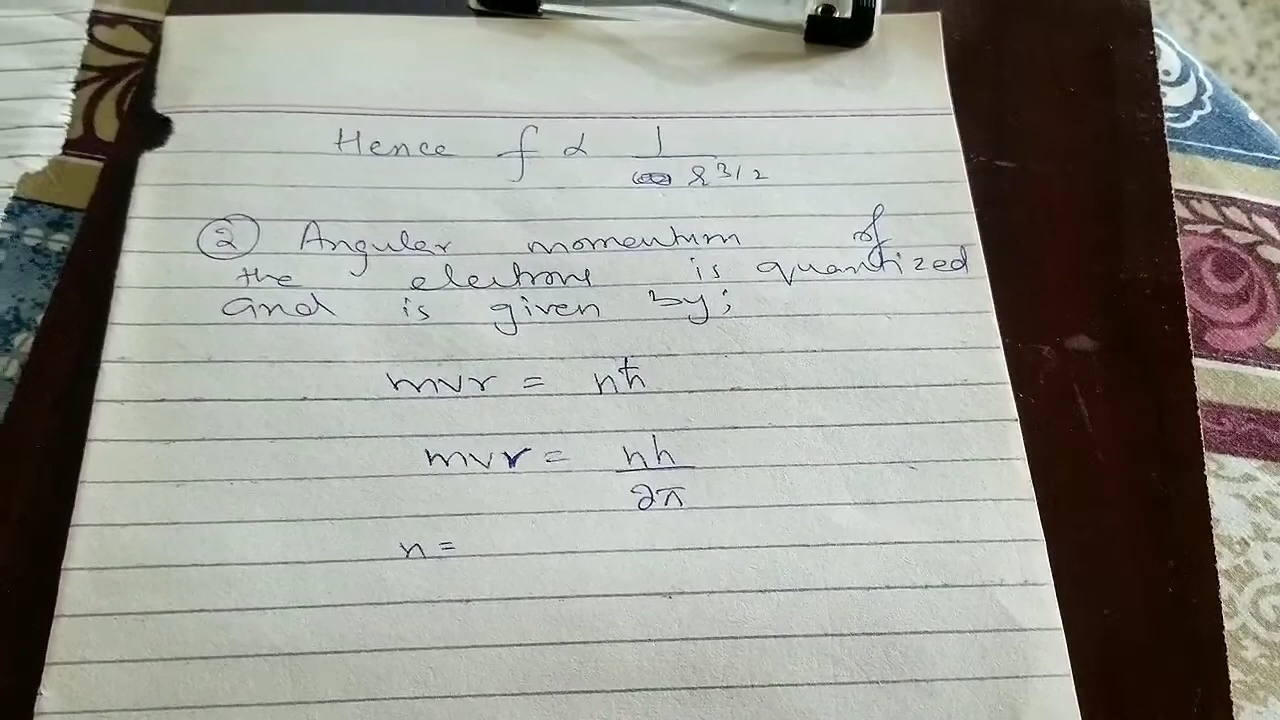 Hence f ∝ 1 / r^3/2
② Angular momentum of
the electrons is quantized
and is given by;
mvr = nħ
mvr = nh / 2π
n =